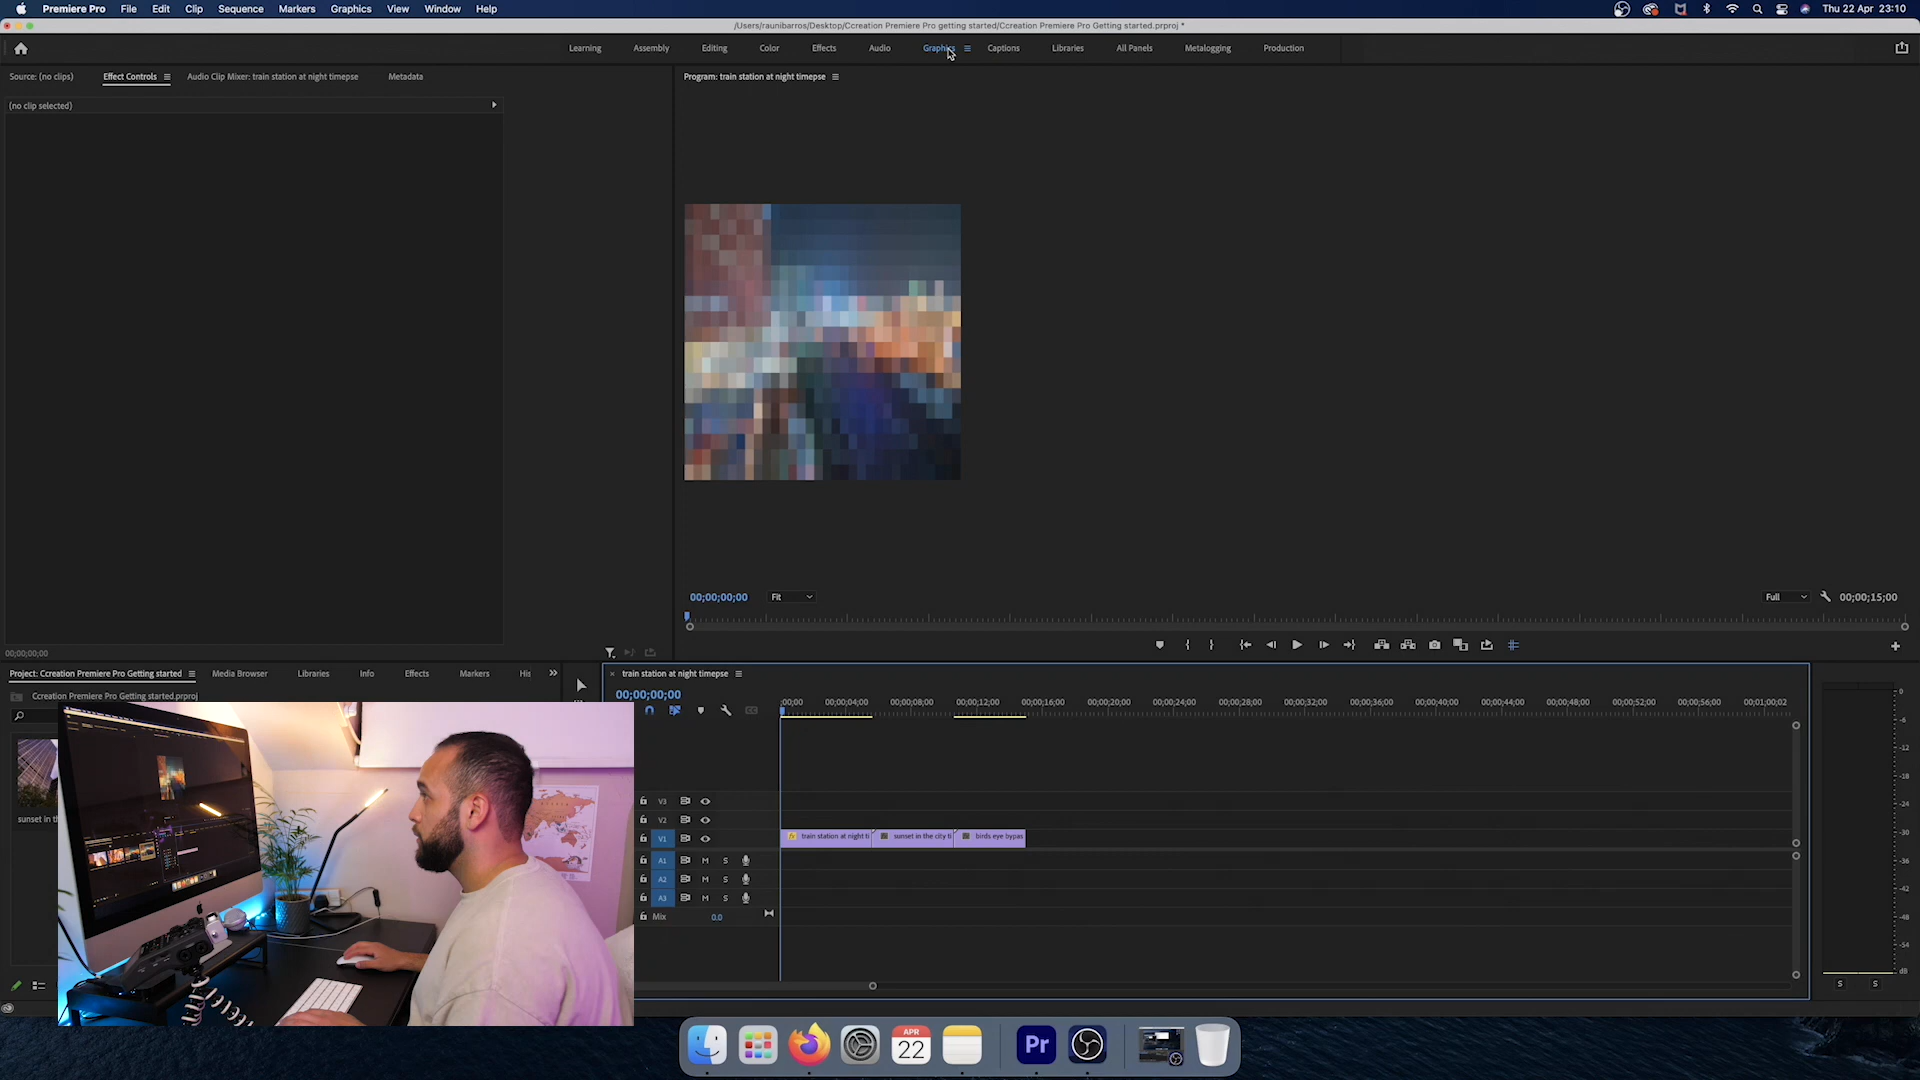 Premiere Pro File Edit Clip Sequence Markers Graphics View Window Help Thu 22 Apr 23:10
/Users/raunibarros/Desktop/Ccreation Premiere Pro getting started/Ccreation Premiere Pro Getting started.prproj *
Learning Assembly Editing Color Effects Audio Graphics Captions Libraries All Panels Metalogging Production
Source: (no clips) Effect Controls Audio Clip Mixer: train station at night timepse Metadata Program: train station at night timepse
(no clip selected)
00;00;00;00 Fit Full 00;00;15;00
00;00;00;00
Project: Ccreation Premiere Pro Getting started Media Browser Libraries Info Effects Markers His
Ccreation Premiere Pro Getting started.prproj
sunset in th
× train station at night timepse
00;00;00;00
;00;00 00;00;04;00 00;00;08;00 00;00;12;00 00;00;16;00 00;00;20;00 00;00;24;00 00;00;28;00 00;00;32;00 00;00;36;00 00;00;40;00 00;00;44;00 00;00;48;00 00;00;52;00 00;00;56;00 00;01;00;02
V3
V2
V1 train station at night ti sunset in the city ti birds eye bypas
A1 M S
A2 M S
A3 M S
Mix 0.0
0
-6
-12
-18
-24
-30
-36
-42
-48
-54
dB
S S
APR
22
Pr